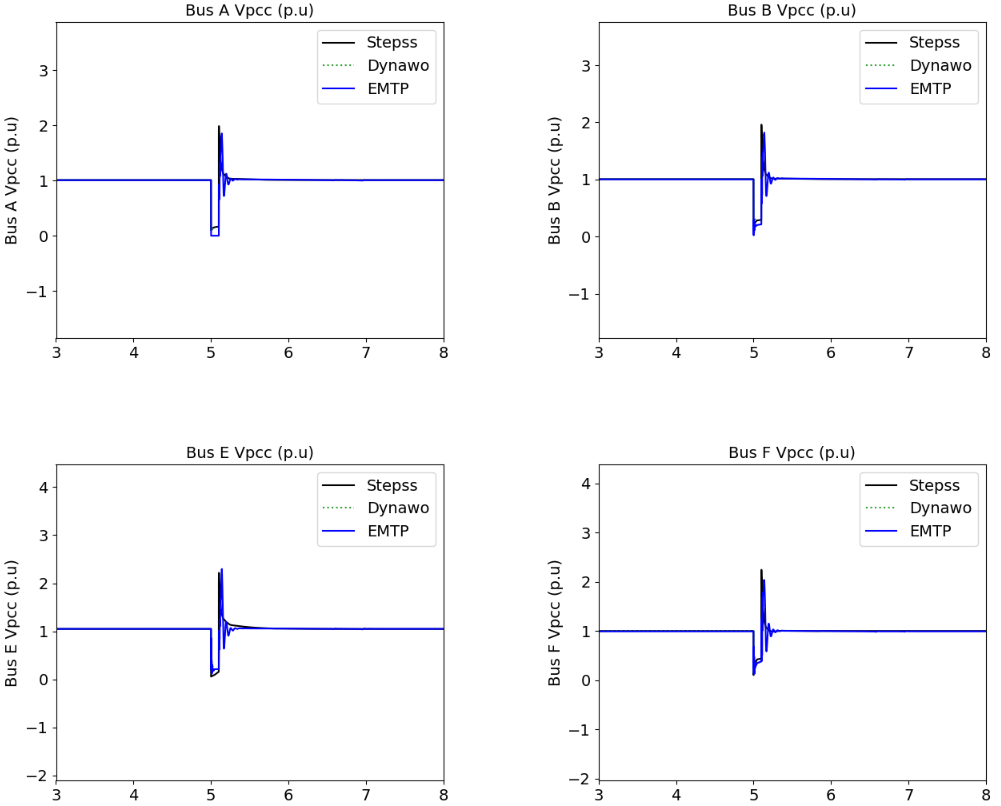 Bus A Vpcc (p.u)
Bus A Vpcc (p.u)
3
2
1
0
−1
3 4 5 6 7 8
Stepss
Dynawo
EMTP
Bus B Vpcc (p.u)
Bus B Vpcc (p.u)
3
2
1
0
−1
3 4 5 6 7 8
Stepss
Dynawo
EMTP
Bus E Vpcc (p.u)
Bus E Vpcc (p.u)
4
3
2
1
0
−1
−2
3 4 5 6 7 8
Stepss
Dynawo
EMTP
Bus F Vpcc (p.u)
Bus F Vpcc (p.u)
4
3
2
1
0
−1
−2
3 4 5 6 7 8
Stepss
Dynawo
EMTP